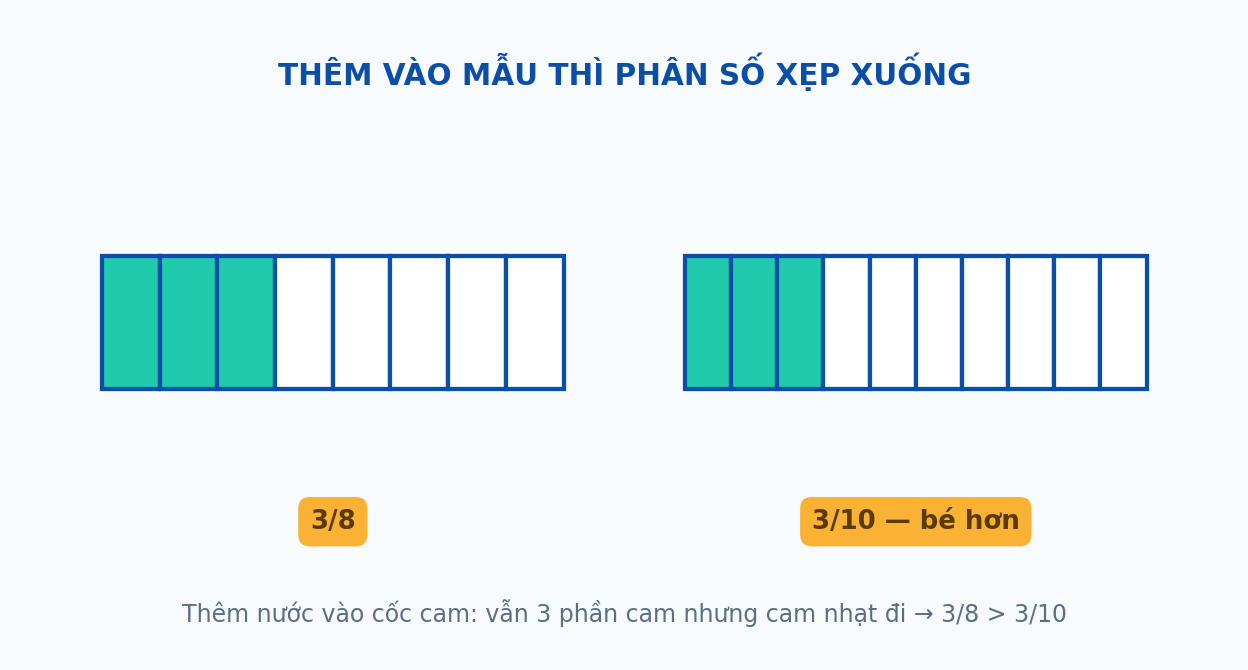 THÊM VÀO MẪU THÌ PHÂN SỐ XẸP XUỐNG
3/8
3/10 — bé hơn
Thêm nước vào cốc cam: vẫn 3 phần cam nhưng cam nhạt đi → 3/8 > 3/10